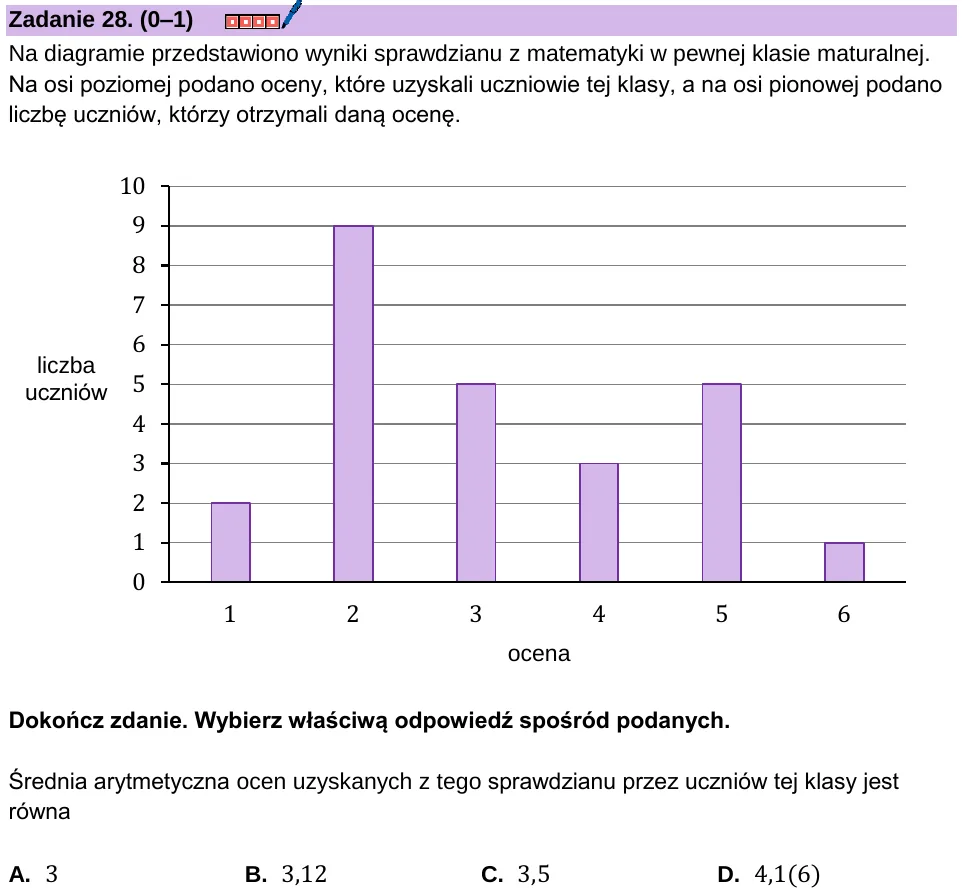 Zadanie 28. (0–1)
Na diagramie przedstawiono wyniki sprawdzianu z matematyki w pewnej klasie maturalnej.
Na osi poziomej podano oceny, które uzyskali uczniowie tej klasy, a na osi pionowej podano
liczbę uczniów, którzy otrzymali daną ocenę.
10
9
8
7
6
liczba
uczniów
5
4
3
2
1
0
1 2 3 4 5 6
ocena
Dokończ zdanie. Wybierz właściwą odpowiedź spośród podanych.
Średnia arytmetyczna ocen uzyskanych z tego sprawdzianu przez uczniów tej klasy jest
równa
A. 3 B. 3,12 C. 3,5 D. 4,1(6)